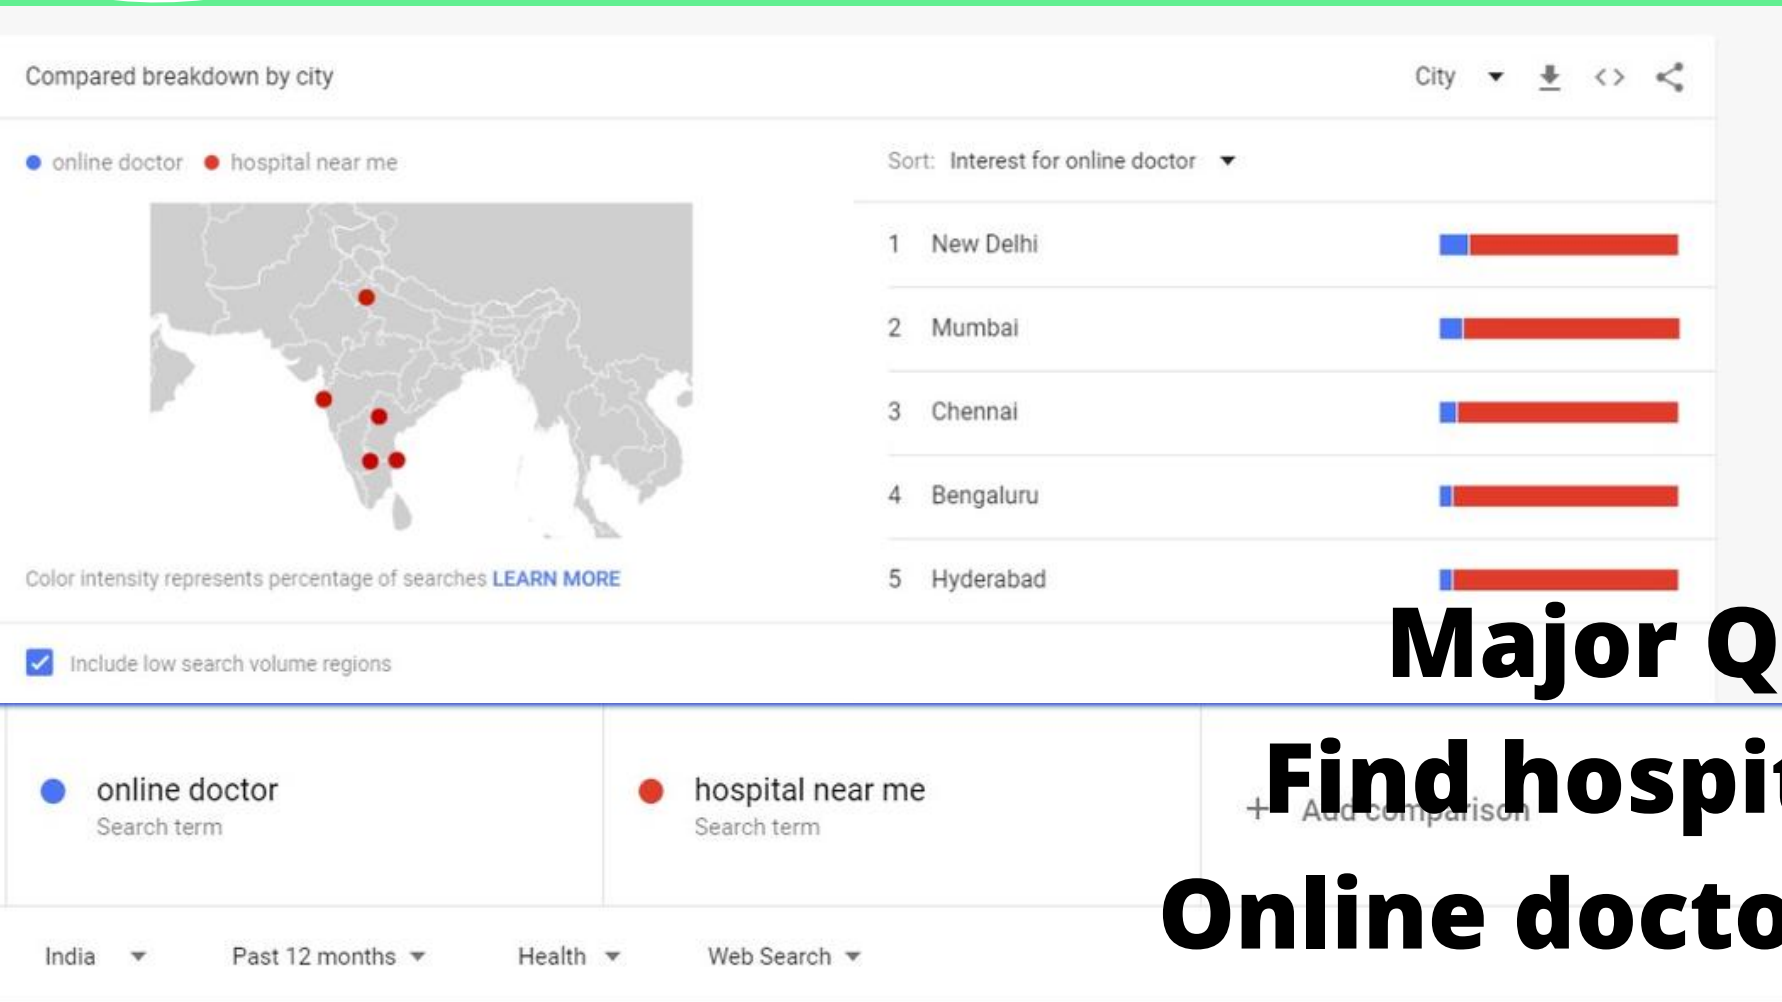 Compared breakdown by city
City
online doctor hospital near me
Sort: Interest for online doctor
1 New Delhi
2 Mumbai
3 Chennai
4 Bengaluru
5 Hyderabad
Color intensity represents percentage of searches LEARN MORE
Include low search volume regions
Major Q
Find hospit
Online docto
online doctor
Search term
hospital near me
Search term
+ Add comparison
India
Past 12 months
Health
Web Search